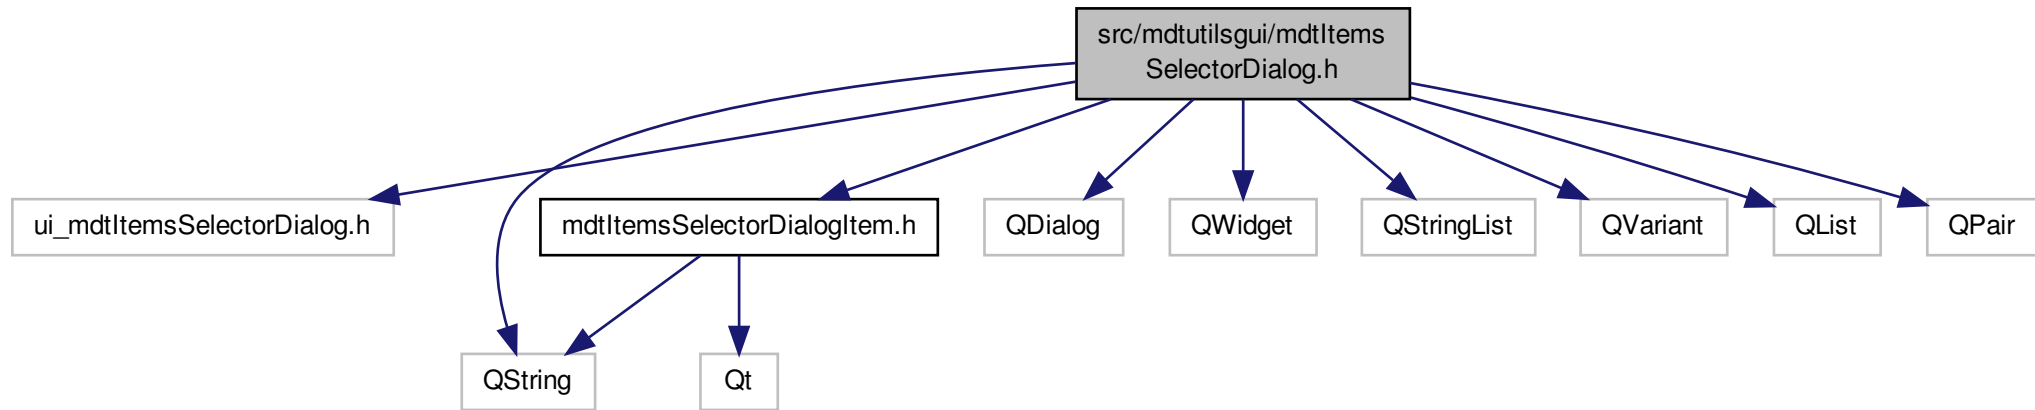 src/mdtutilsgui/mdtItems
SelectorDialog.h
ui_mdtItemsSelectorDialog.h
mdtItemsSelectorDialogItem.h
QDialog
QWidget
QStringList
QVariant
QList
QPair
QString
Qt